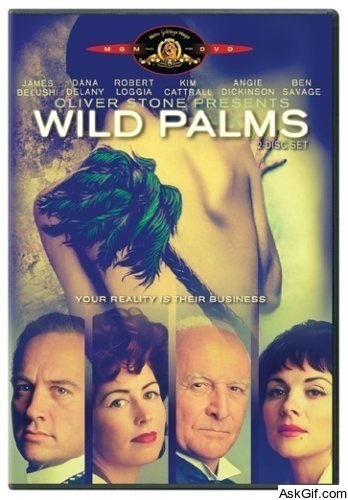 MGM DVD
JAMES BELUSHI DANA DELANY ROBERT LOGGIA KIM CATTRALL ANGIE DICKINSON BEN SAVAGE
OLIVER STONE PRESENTS
WILD PALMS
2 DISC SET
YOUR REALITY IS THEIR BUSINESS.
AskGif.com